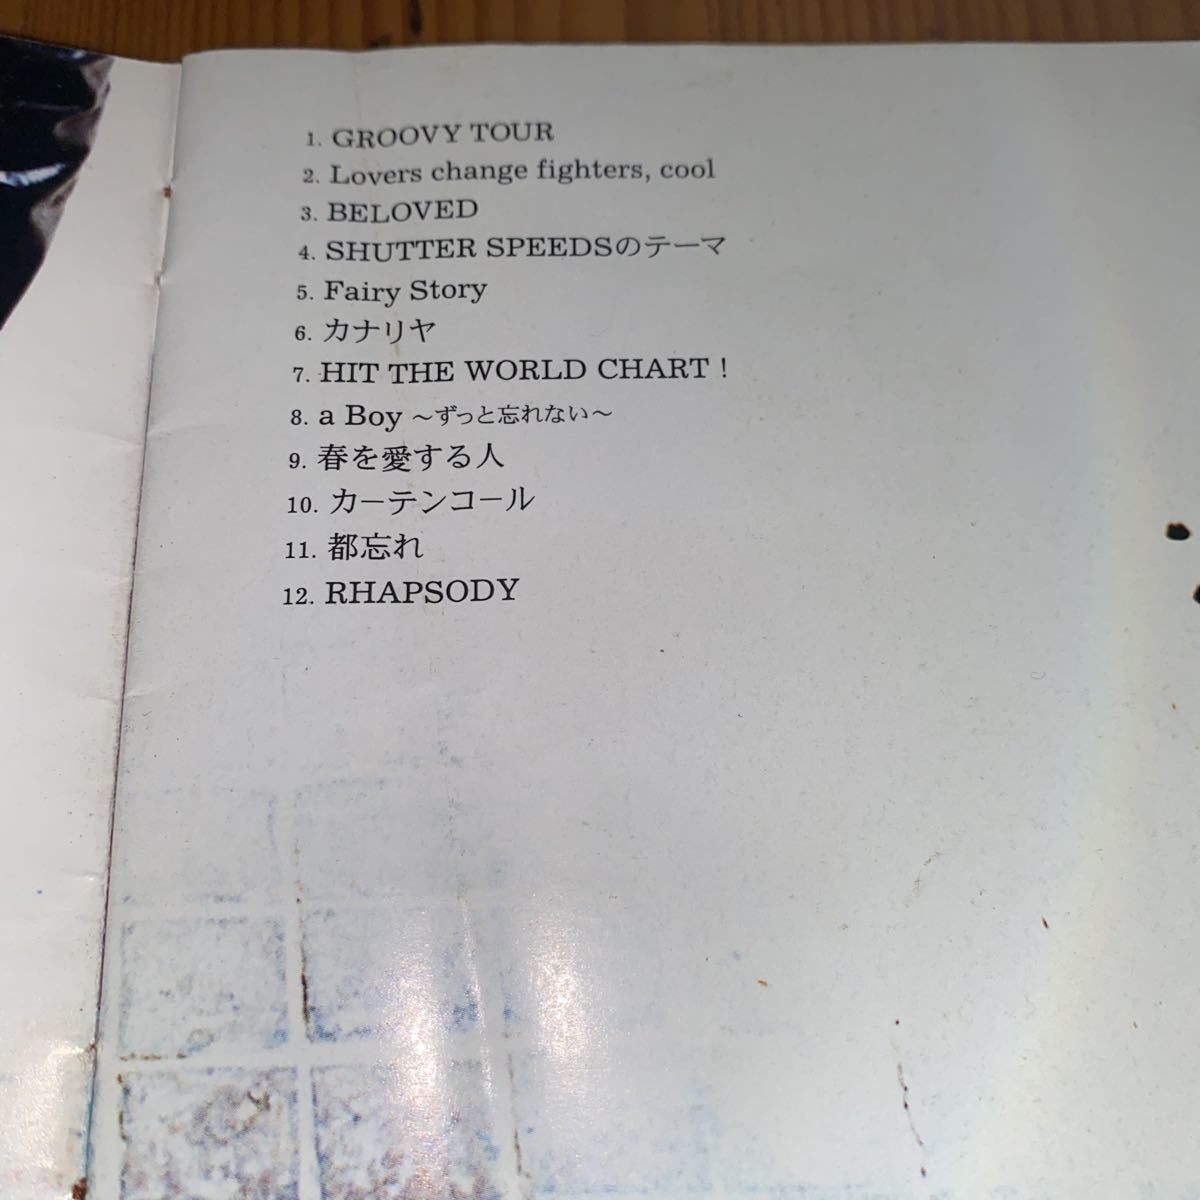 1. GROOVY TOUR
2. Lovers change fighters, cool
3. BELOVED
4. SHUTTER SPEEDSのテーマ
5. Fairy Story
6. カナリヤ
7. HIT THE WORLD CHART！
8. a Boy 〜ずっと忘れない〜
9. 春を愛する人
10. カーテンコール
11. 都忘れ
12. RHAPSODY